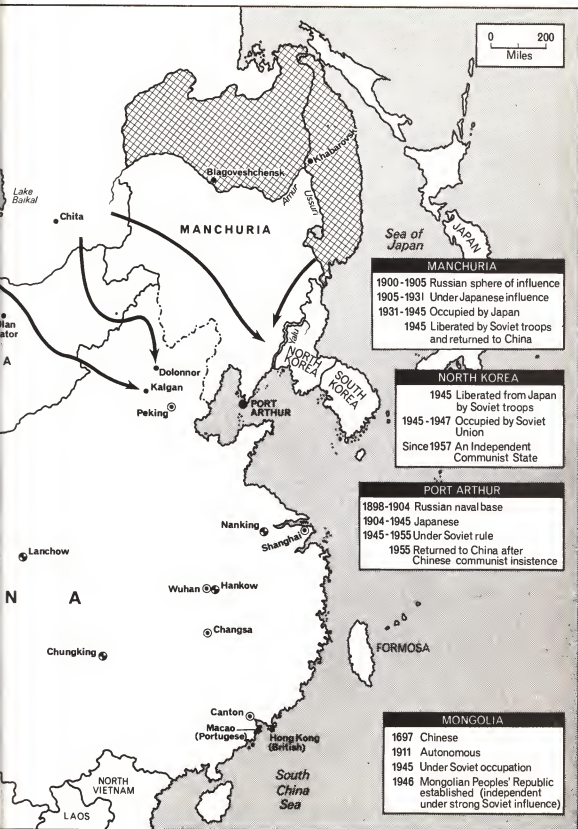 0 200
Miles
Khabarovsk
Blagoveshchensk
Amur
Ussuri
Lake
Baikal
Chita
MANCHURIA
Sea of
Japan
JAPAN
MANCHURIA
1900-1905 Russian sphere of influence
1905-1931 Under Japanese influence
1931-1945 Occupied by Japan
1945 Liberated by Soviet troops
and returned to China
lan
ator
A
Yalu
NORTH
KOREA
SOUTH
KOREA
Dolonnor
Kalgan
Peking
PORT
ARTHUR
NORTH KOREA
1945 Liberated from Japan
by Soviet troops
1945-1947 Occupied by Soviet
Union
Since 1957 An Independent
Communist State
PORT ARTHUR
1898-1904 Russian naval base
1904-1945 Japanese
1945-1955 Under Soviet rule
1955 Returned to China after
Chinese communist insistence
Nanking
Shanghai
Lanchow
Wuhan
Hankow
N A
Changsa
Chungking
FORMOSA
Canton
Macao
(Portugese)
Hong Kong
(British)
MONGOLIA
1697 Chinese
1911 Autonomous
1945 Under Soviet occupation
1946 Mongolian Peoples' Republic
established (independent
under strong Soviet influence)
South
China
Sea
NORTH
VIETNAM
LAOS